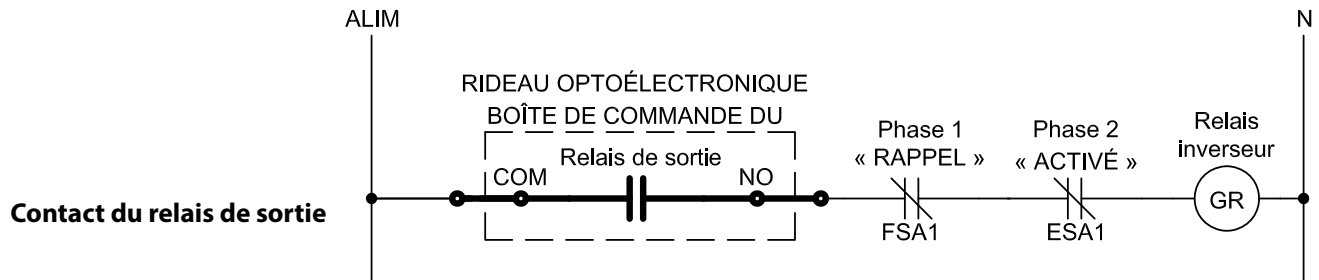 ALIM
N
RIDEAU OPTOÉLECTRONIQUE
BOÎTE DE COMMANDE DU
Relais de sortie
COM
NO
Phase 1
« RAPPEL »
FSA1
Phase 2
« ACTIVÉ »
ESA1
Relais
inverseur
GR
Contact du relais de sortie